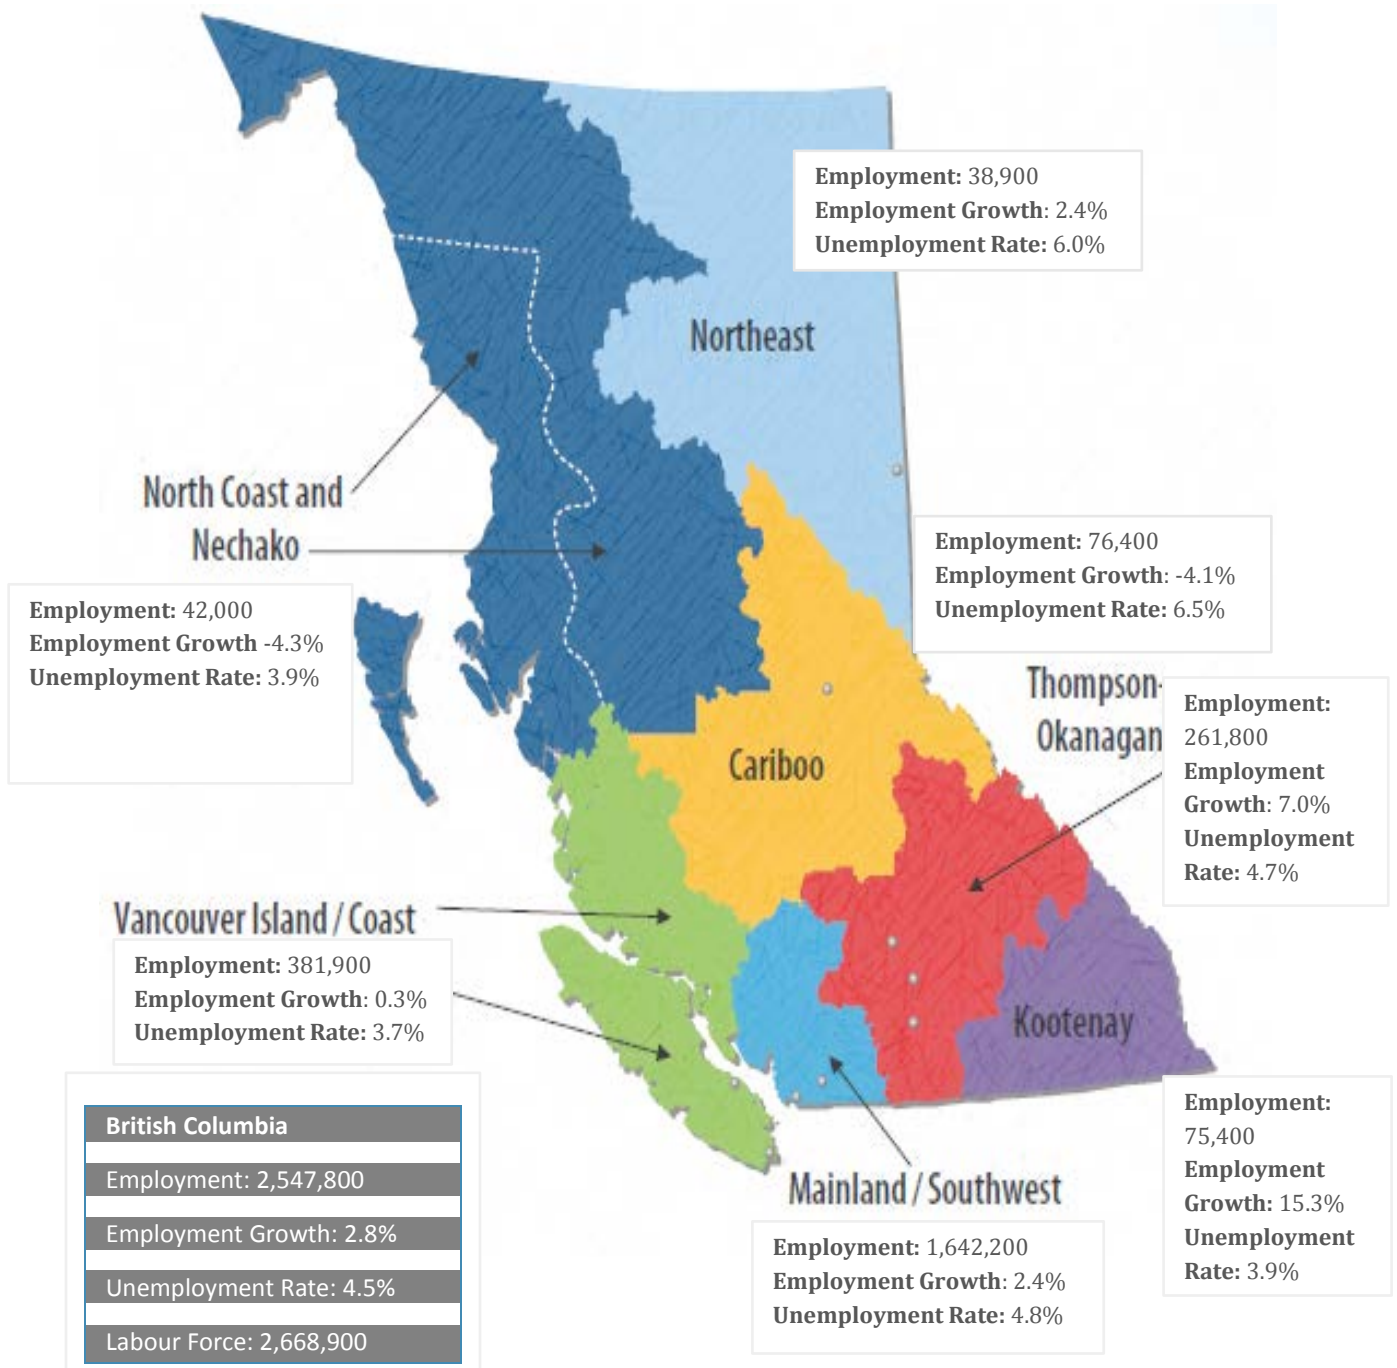 Employment: 38,900
Employment Growth: 2.4%
Unemployment Rate: 6.0%
Northeast
North Coast and
Nechako
Employment: 42,000
Employment Growth -4.3%
Unemployment Rate: 3.9%
Employment: 76,400
Employment Growth: -4.1%
Unemployment Rate: 6.5%
Cariboo
Thompson-
Okanagan
Employment:
261,800
Employment
Growth: 7.0%
Unemployment
Rate: 4.7%
Vancouver Island / Coast
Employment: 381,900
Employment Growth: 0.3%
Unemployment Rate: 3.7%
Kootenay
Employment:
75,400
Employment
Growth: 15.3%
Unemployment
Rate: 3.9%
Mainland / Southwest
Employment: 1,642,200
Employment Growth: 2.4%
Unemployment Rate: 4.8%
British Columbia
Employment: 2,547,800
Employment Growth: 2.8%
Unemployment Rate: 4.5%
Labour Force: 2,668,900